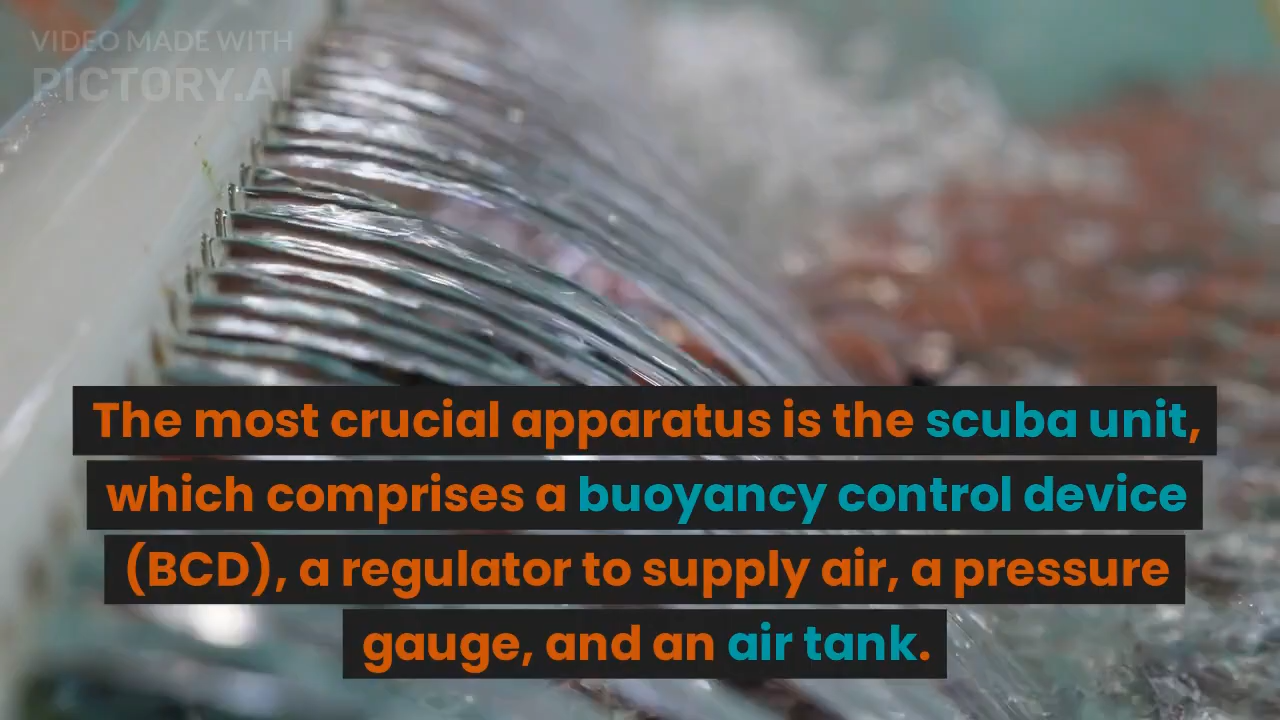 VIDEO MADE WITH
PICTORY.AI
The most crucial apparatus is the scuba unit,
which comprises a buoyancy control device
(BCD), a regulator to supply air, a pressure
gauge, and an air tank.